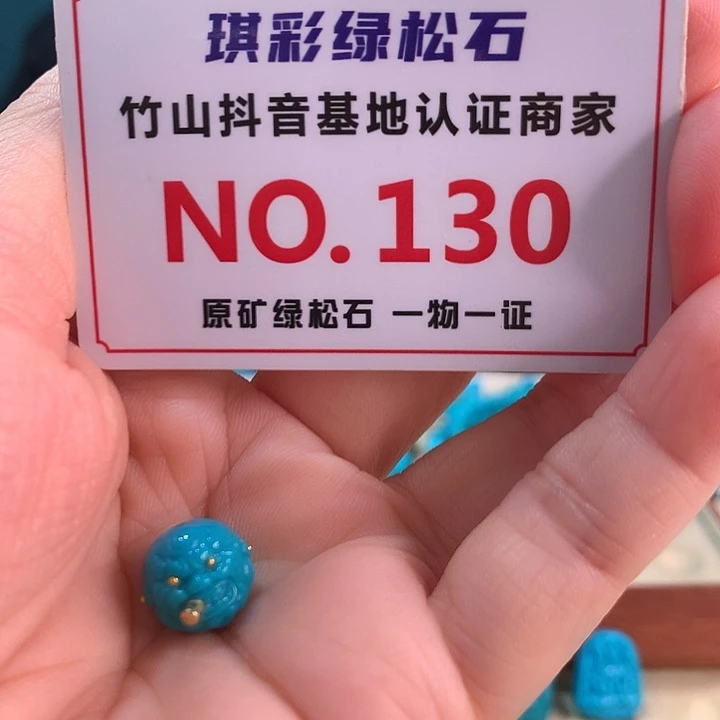 琪彩绿松石
竹山抖音基地认证商家
NO.130
原矿绿松石 一物一证